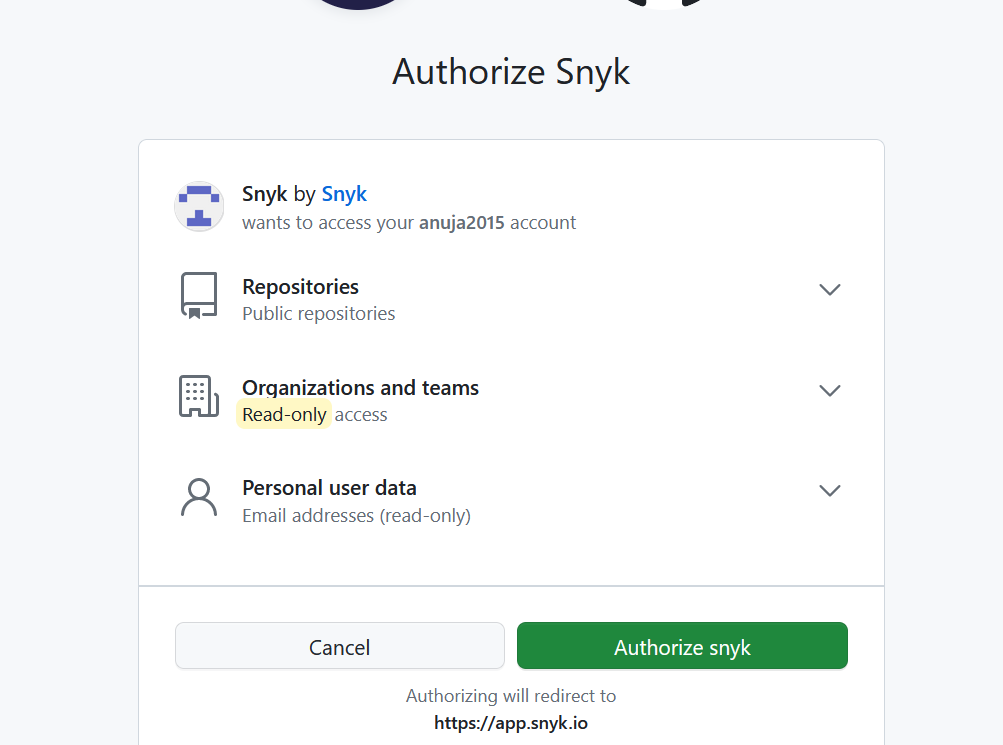 Authorize Snyk
Snyk by Snyk
wants to access your anuja2015 account
Repositories
Public repositories
Organizations and teams
Read-only access
Personal user data
Email addresses (read-only)
Cancel
Authorize snyk
Authorizing will redirect to
https://app.snyk.io